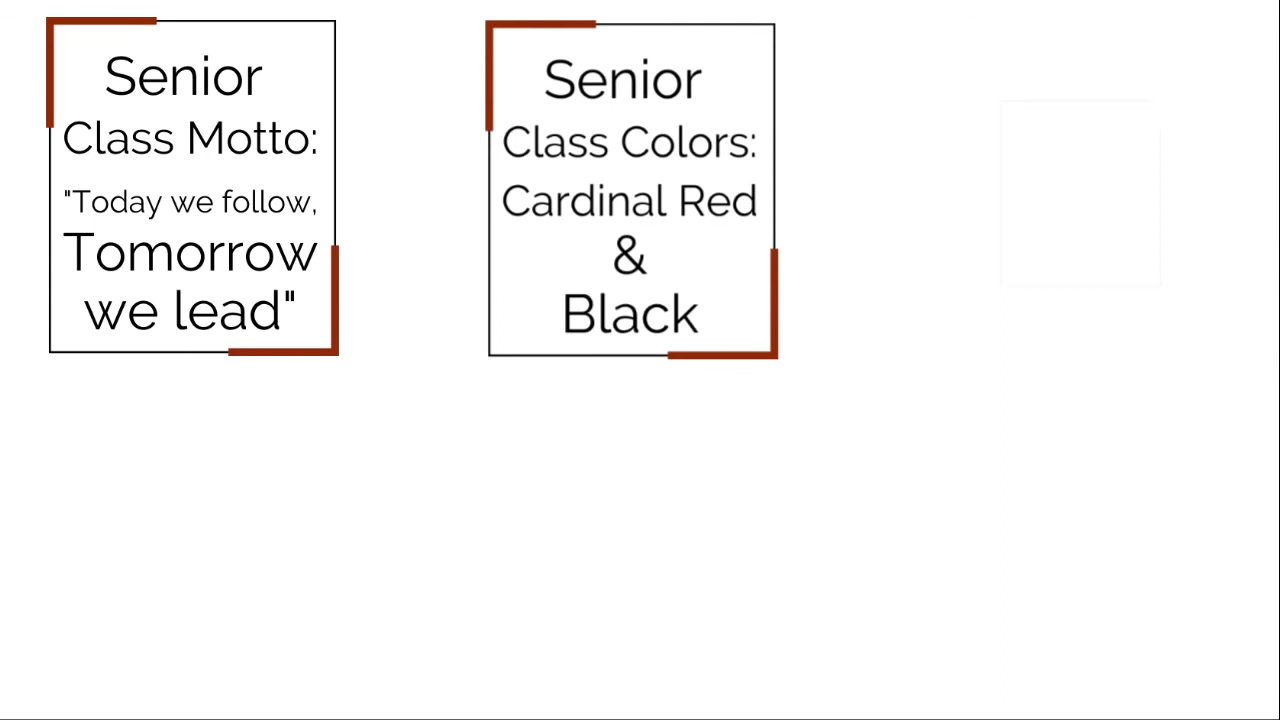 Senior
Class Motto:
"Today we follow,
Tomorrow
we lead"
Senior
Class Colors:
Cardinal Red
&
Black